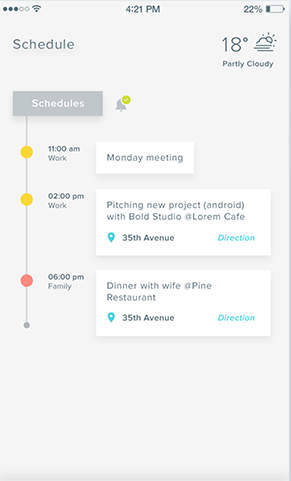 4:21 PM 22%
Schedule 18°
Partly Cloudy
Schedules
11:00 am
Work
Monday meeting
02:00 pm
Work
Pitching new project (android)
with Bold Studio @Lorem Cafe
35th Avenue Direction
06:00 pm
Family
Dinner with wife @Pine
Restaurant
35th Avenue Direction